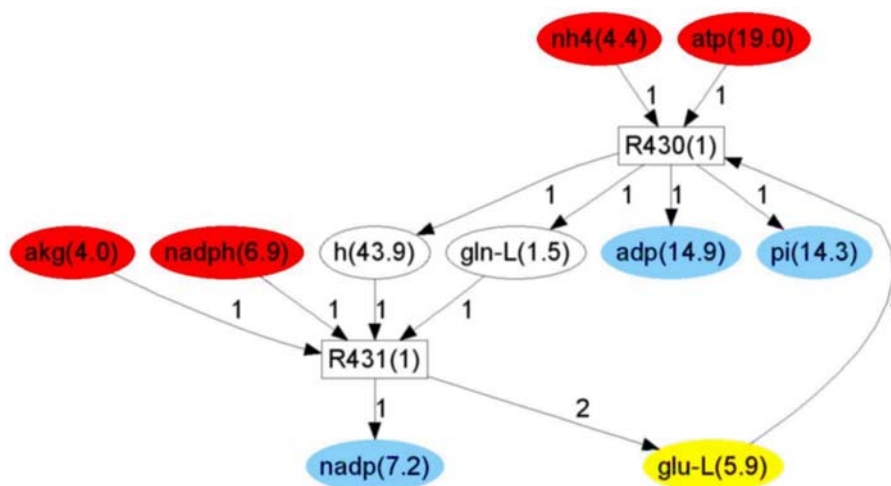 nh4(4.4) atp(19.0)
1 1
R430(1)
1 1 1 1
akg(4.0) nadph(6.9) h(43.9) gln-L(1.5) adp(14.9) pi(14.3)
1 1 1 1
R431(1)
1 2
nadp(7.2) glu-L(5.9)